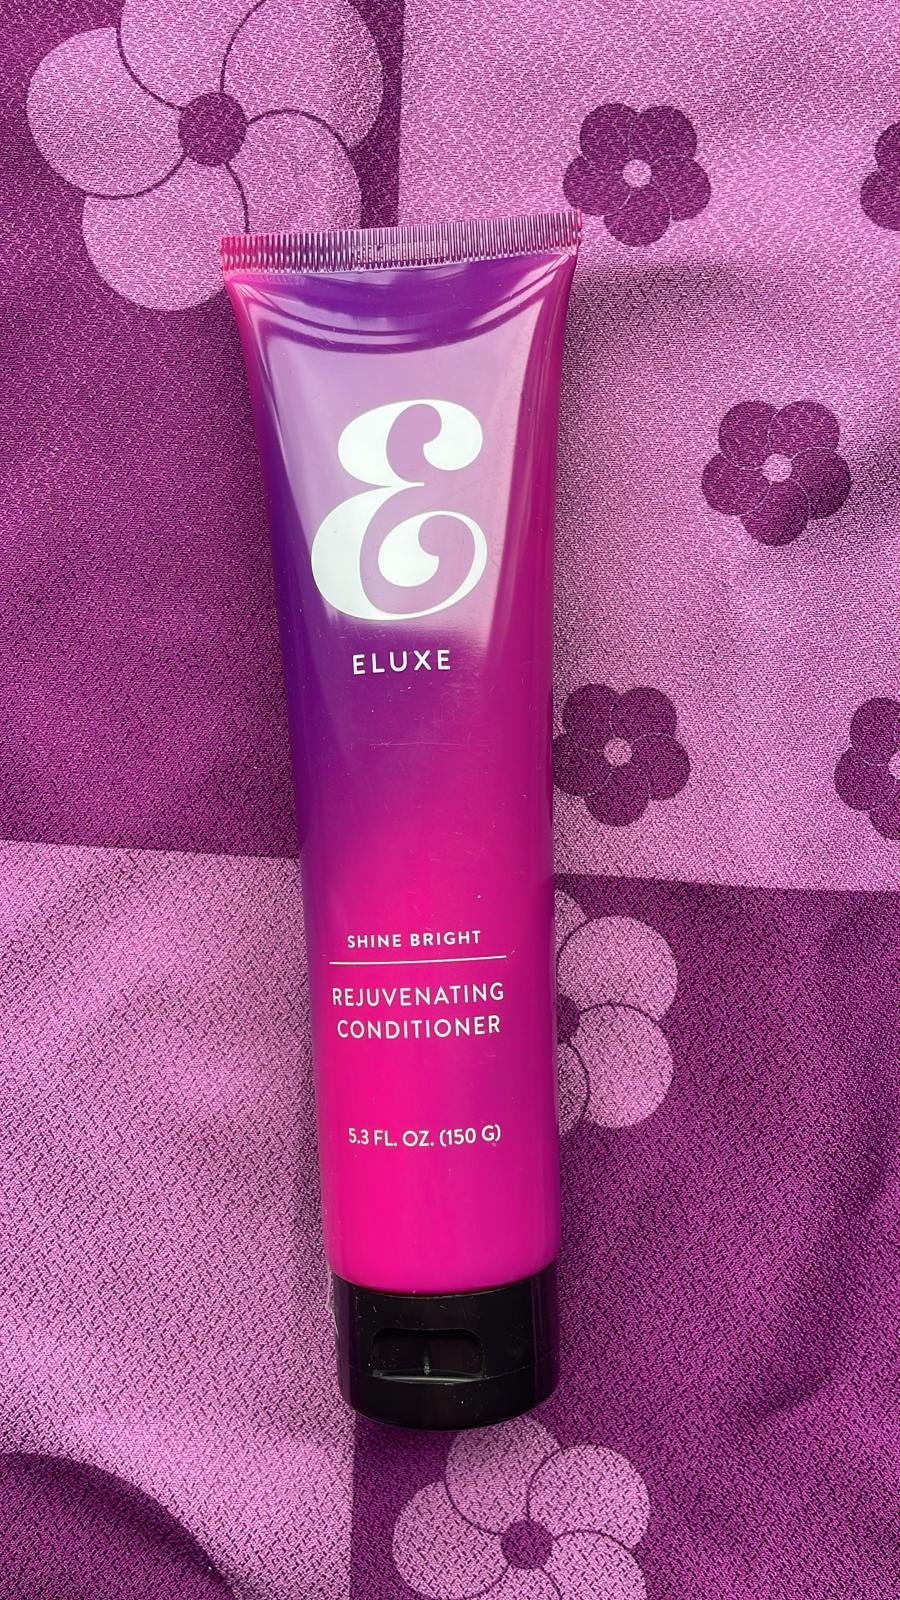 E
ELUXE
SHINE BRIGHT
REJUVENATING
CONDITIONER
5.3 FL. OZ. (150 G)